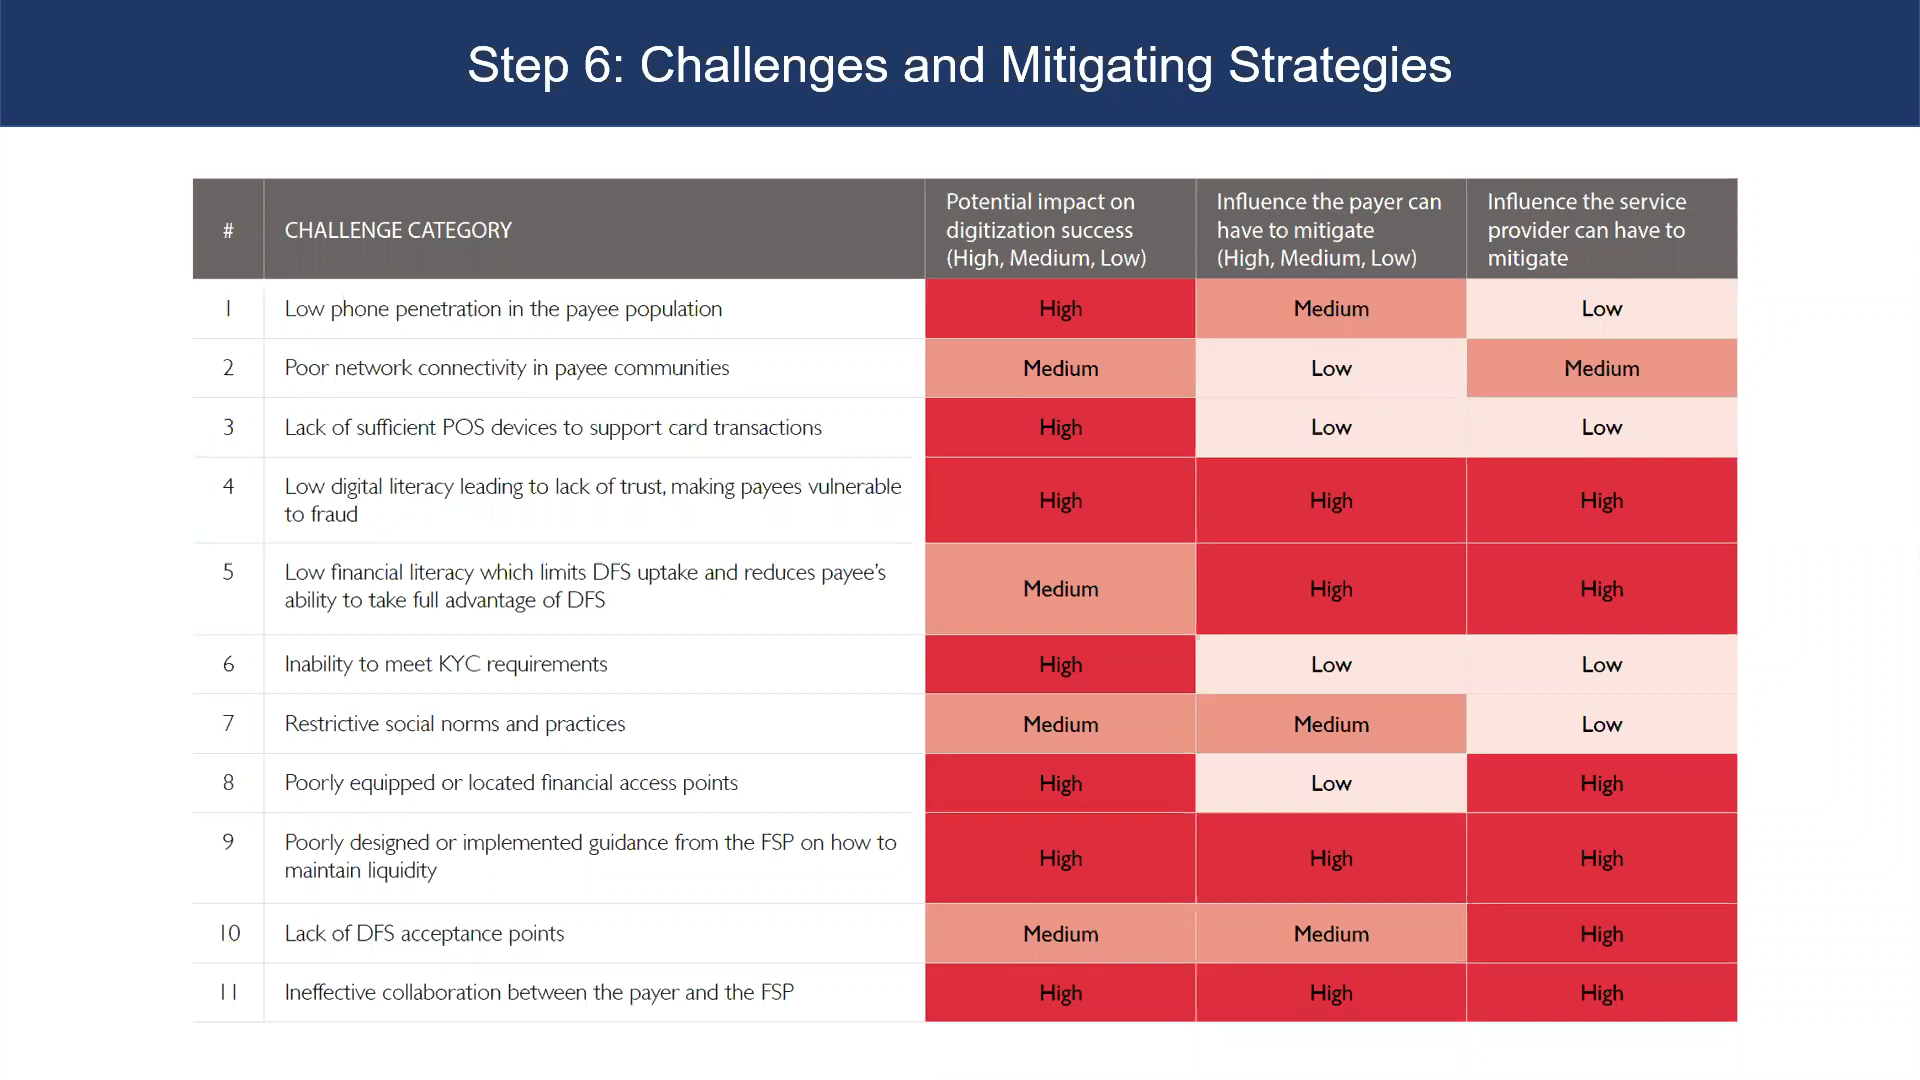 Step 6: Challenges and Mitigating Strategies
# CHALLENGE CATEGORY Potential impact on digitization success (High, Medium, Low) Influence the payer can have to mitigate (High, Medium, Low) Influence the service provider can have to mitigate
1 Low phone penetration in the payee population High Medium Low
2 Poor network connectivity in payee communities Medium Low Medium
3 Lack of sufficient POS devices to support card transactions High Low Low
4 Low digital literacy leading to lack of trust, making payees vulnerable
to fraud High High High
5 Low financial literacy which limits DFS uptake and reduces payee's
ability to take full advantage of DFS Medium High High
6 Inability to meet KYC requirements High Low Low
7 Restrictive social norms and practices Medium Medium Low
8 Poorly equipped or located financial access points High Low High
9 Poorly designed or implemented guidance from the FSP on how to
maintain liquidity High High High
10 Lack of DFS acceptance points Medium Medium High
11 Ineffective collaboration between the payer and the FSP High High High